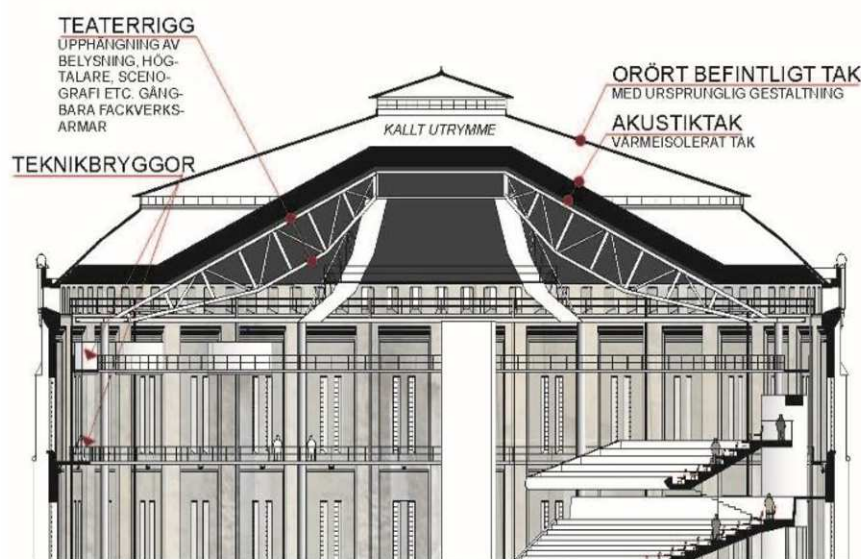 TEATERRIGG
UPPHÄNGNING AV
BELYSNING, HÖG-
TALARE, SCENO-
GRAFI ETC. GÅNG-
BARA FACKVERKS-
ARMAR
TEKNIKBRYGGOR
KALLT UTRYMME
ORÖRT BEFINTLIGT TAK
MED URSPRUNGLIG GESTALTNING
AKUSTIKTAK
VÄRMEISOLERAT TAK